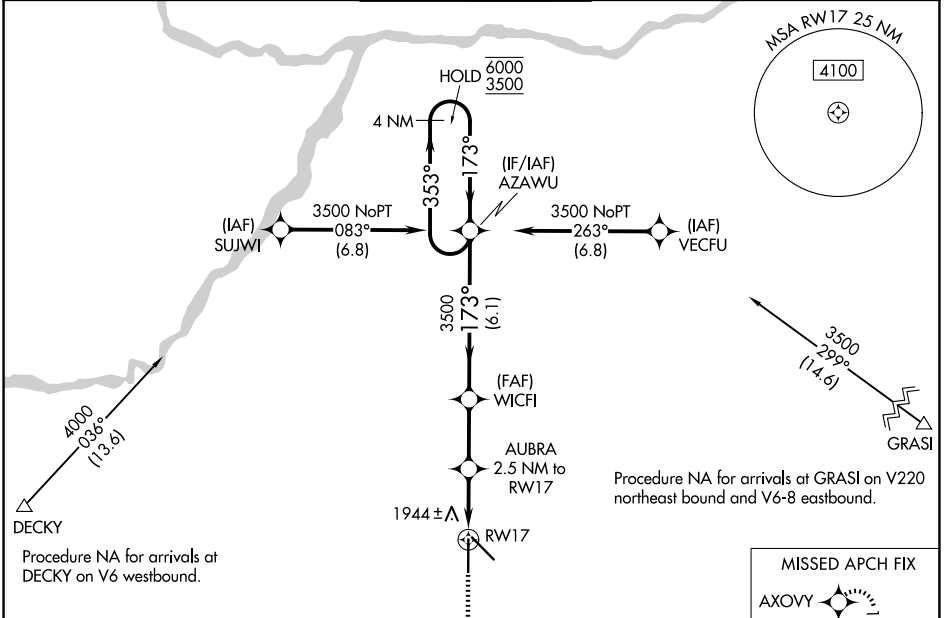 MSA RW17 25 NM
4100
HOLD 6000
3500
4 NM
353°
173°
(IF/IAF)
AZAWU
(IAF)
SUJWI
3500 NoPT
083°
(6.8)
3500 NoPT
263°
(6.8)
(IAF)
VECFU
3500
173°
(6.1)
3500
299°
(14.6)
GRASI
4000
036°
(13.6)
DECKY
(FAF)
WICFI
AUBRA
2.5 NM to
RW17
1944 ±
RW17
Procedure NA for arrivals at GRASI on V220
northeast bound and V6-8 eastbound.
Procedure NA for arrivals at
DECKY on V6 westbound.
MISSED APCH FIX
AXOVY